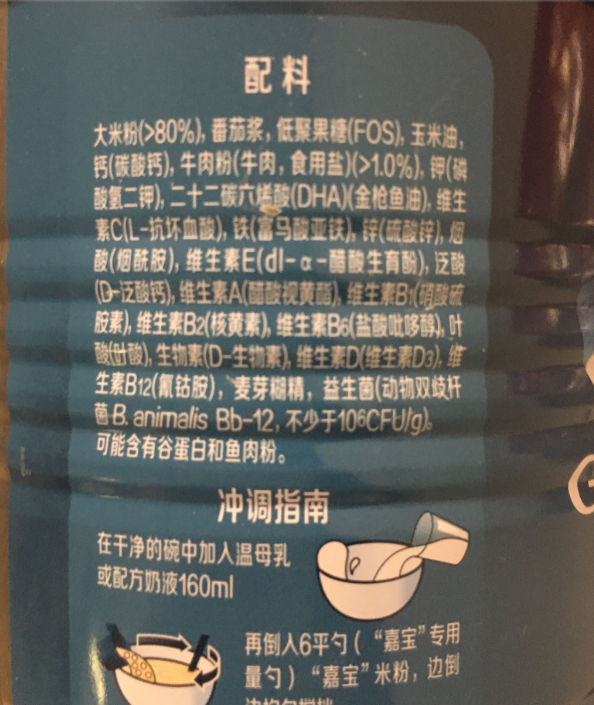 配料
大米粉(>80%), 番茄浆, 低聚果糖(FOS), 玉米油,
钙(碳酸钙), 牛肉粉(牛肉, 食用盐)(>1.0%), 钾(磷
酸氢二钾), 二十二碳六烯酸(DHA)(金枪鱼油), 维生
素C(L-抗坏血酸), 铁(富马酸亚铁), 锌(硫酸锌), 烟
酸(烟酰胺), 维生素E(dl-α-醋酸生育酚), 泛酸
(D-泛酸钙), 维生素A(醋酸视黄酯), 维生素B1(硝酸硫
胺素), 维生素B2(核黄素), 维生素B6(盐酸吡哆醇), 叶
酸(叶酸), 生物素(D-生物素), 维生素D(维生素D3), 维
生素B12(氰钴胺), 麦芽糊精, 益生菌(动物双歧杆
菌B. animalis Bb-12, 不少于10⁶CFU/g)。
可能含有谷蛋白和鱼肉粉。
冲调指南
在干净的碗中加入温母乳
或配方奶液160ml
再倒入6平勺(“嘉宝”专用
量勺)“嘉宝”米粉, 边倒